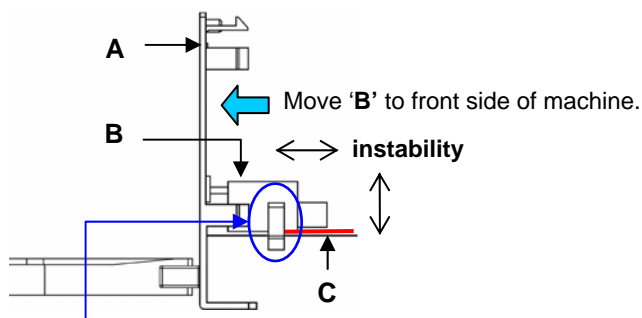 A
Move ‘B’ to front side of machine.
B
instability
C